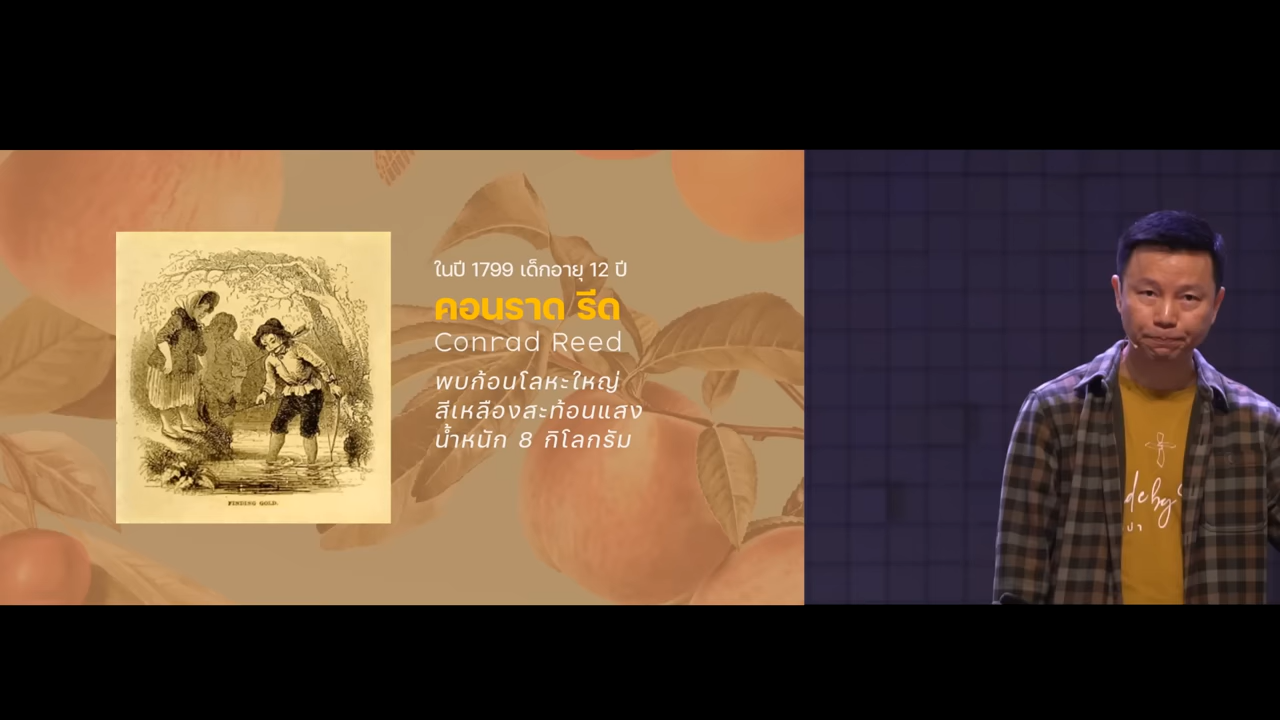 ในปี 1799 เด็กอายุ 12 ปี
คอนราด รีด
Conrad Reed
พบก้อนโลหะใหญ่
สีเหลืองสะท้อนแสง
น้ำหนัก 8 กิโลกรัม
FINDING GOLD.